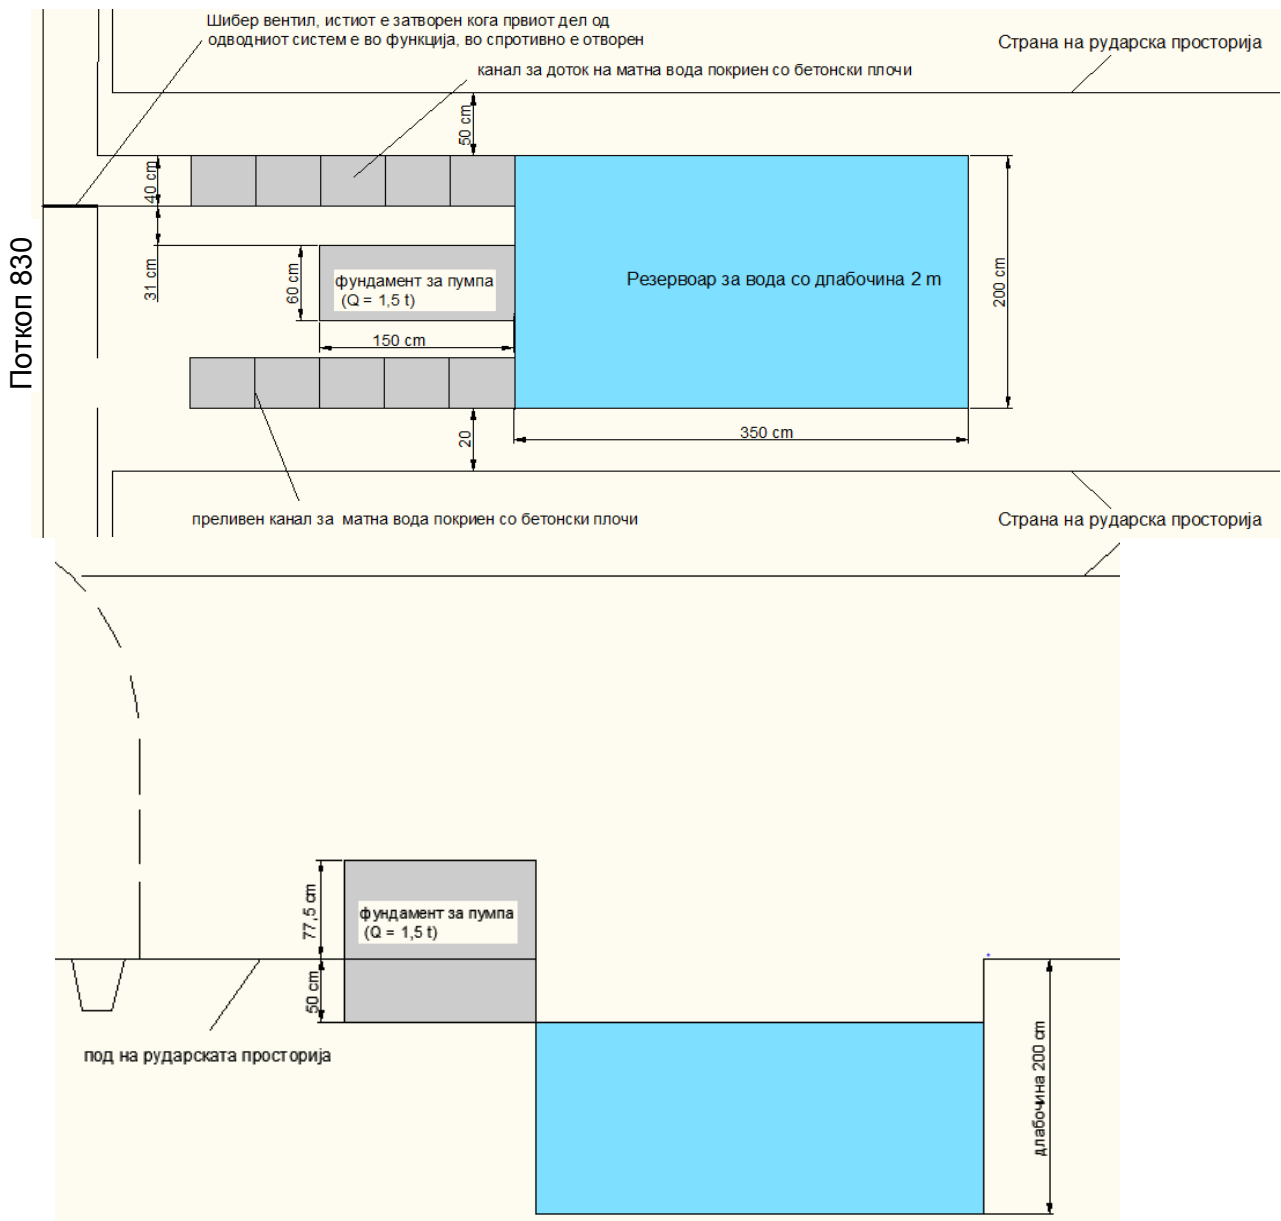 Шибер вентил, истиот е затворен кога првиот дел од
одводниот систем е во функција, во спротивно е отворен
Страна на рударска просторија
канал за доток на матна вода покриен со бетонски плочи
50 cm
40 cm
31 cm
60 cm
фундамент за пумпа
(Q = 1,5 t)
150 cm
Резервоар за вода со длабочина 2 m
200 cm
Поткоп 830
350 cm
20
преливен канал за матна вода покриен со бетонски плочи
Страна на рударска просторија
77,5 cm
фундамент за пумпа
(Q = 1,5 t)
50 cm
под на рударската просторија
длабочина 200 cm